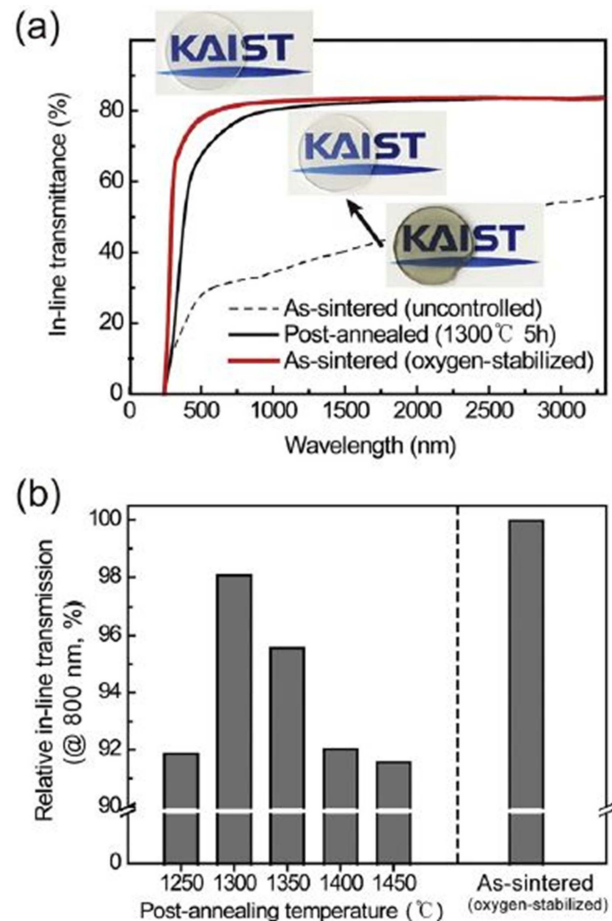 (a)
KAIST
KAIST
KAIST
In-line transmittance (%)
100
80
60
40
20
0
As-sintered (uncontrolled)
Post-annealed (1300℃ 5h)
As-sintered (oxygen-stabilized)
0 500 1000 1500 2000 2500 3000
Wavelength (nm)
(b)
Relative in-line transmission
(@ 800 nm, %)
100
98
96
94
92
90
0
1250 1300 1350 1400 1450
Post-annealing temperature (℃)
As-sintered
(oxygen-stabilized)